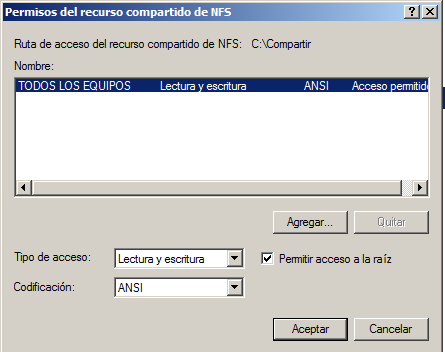 Permisos del recurso compartido de NFS
Ruta de acceso del recurso compartido de NFS: C:\Compartir
Nombre:
TODOS LOS EQUIPOS Lectura y escritura ANSI Acceso permitido
Agregar... Quitar
Tipo de acceso: Lectura y escritura Permitir acceso a la raíz
Codificación: ANSI
Aceptar Cancelar